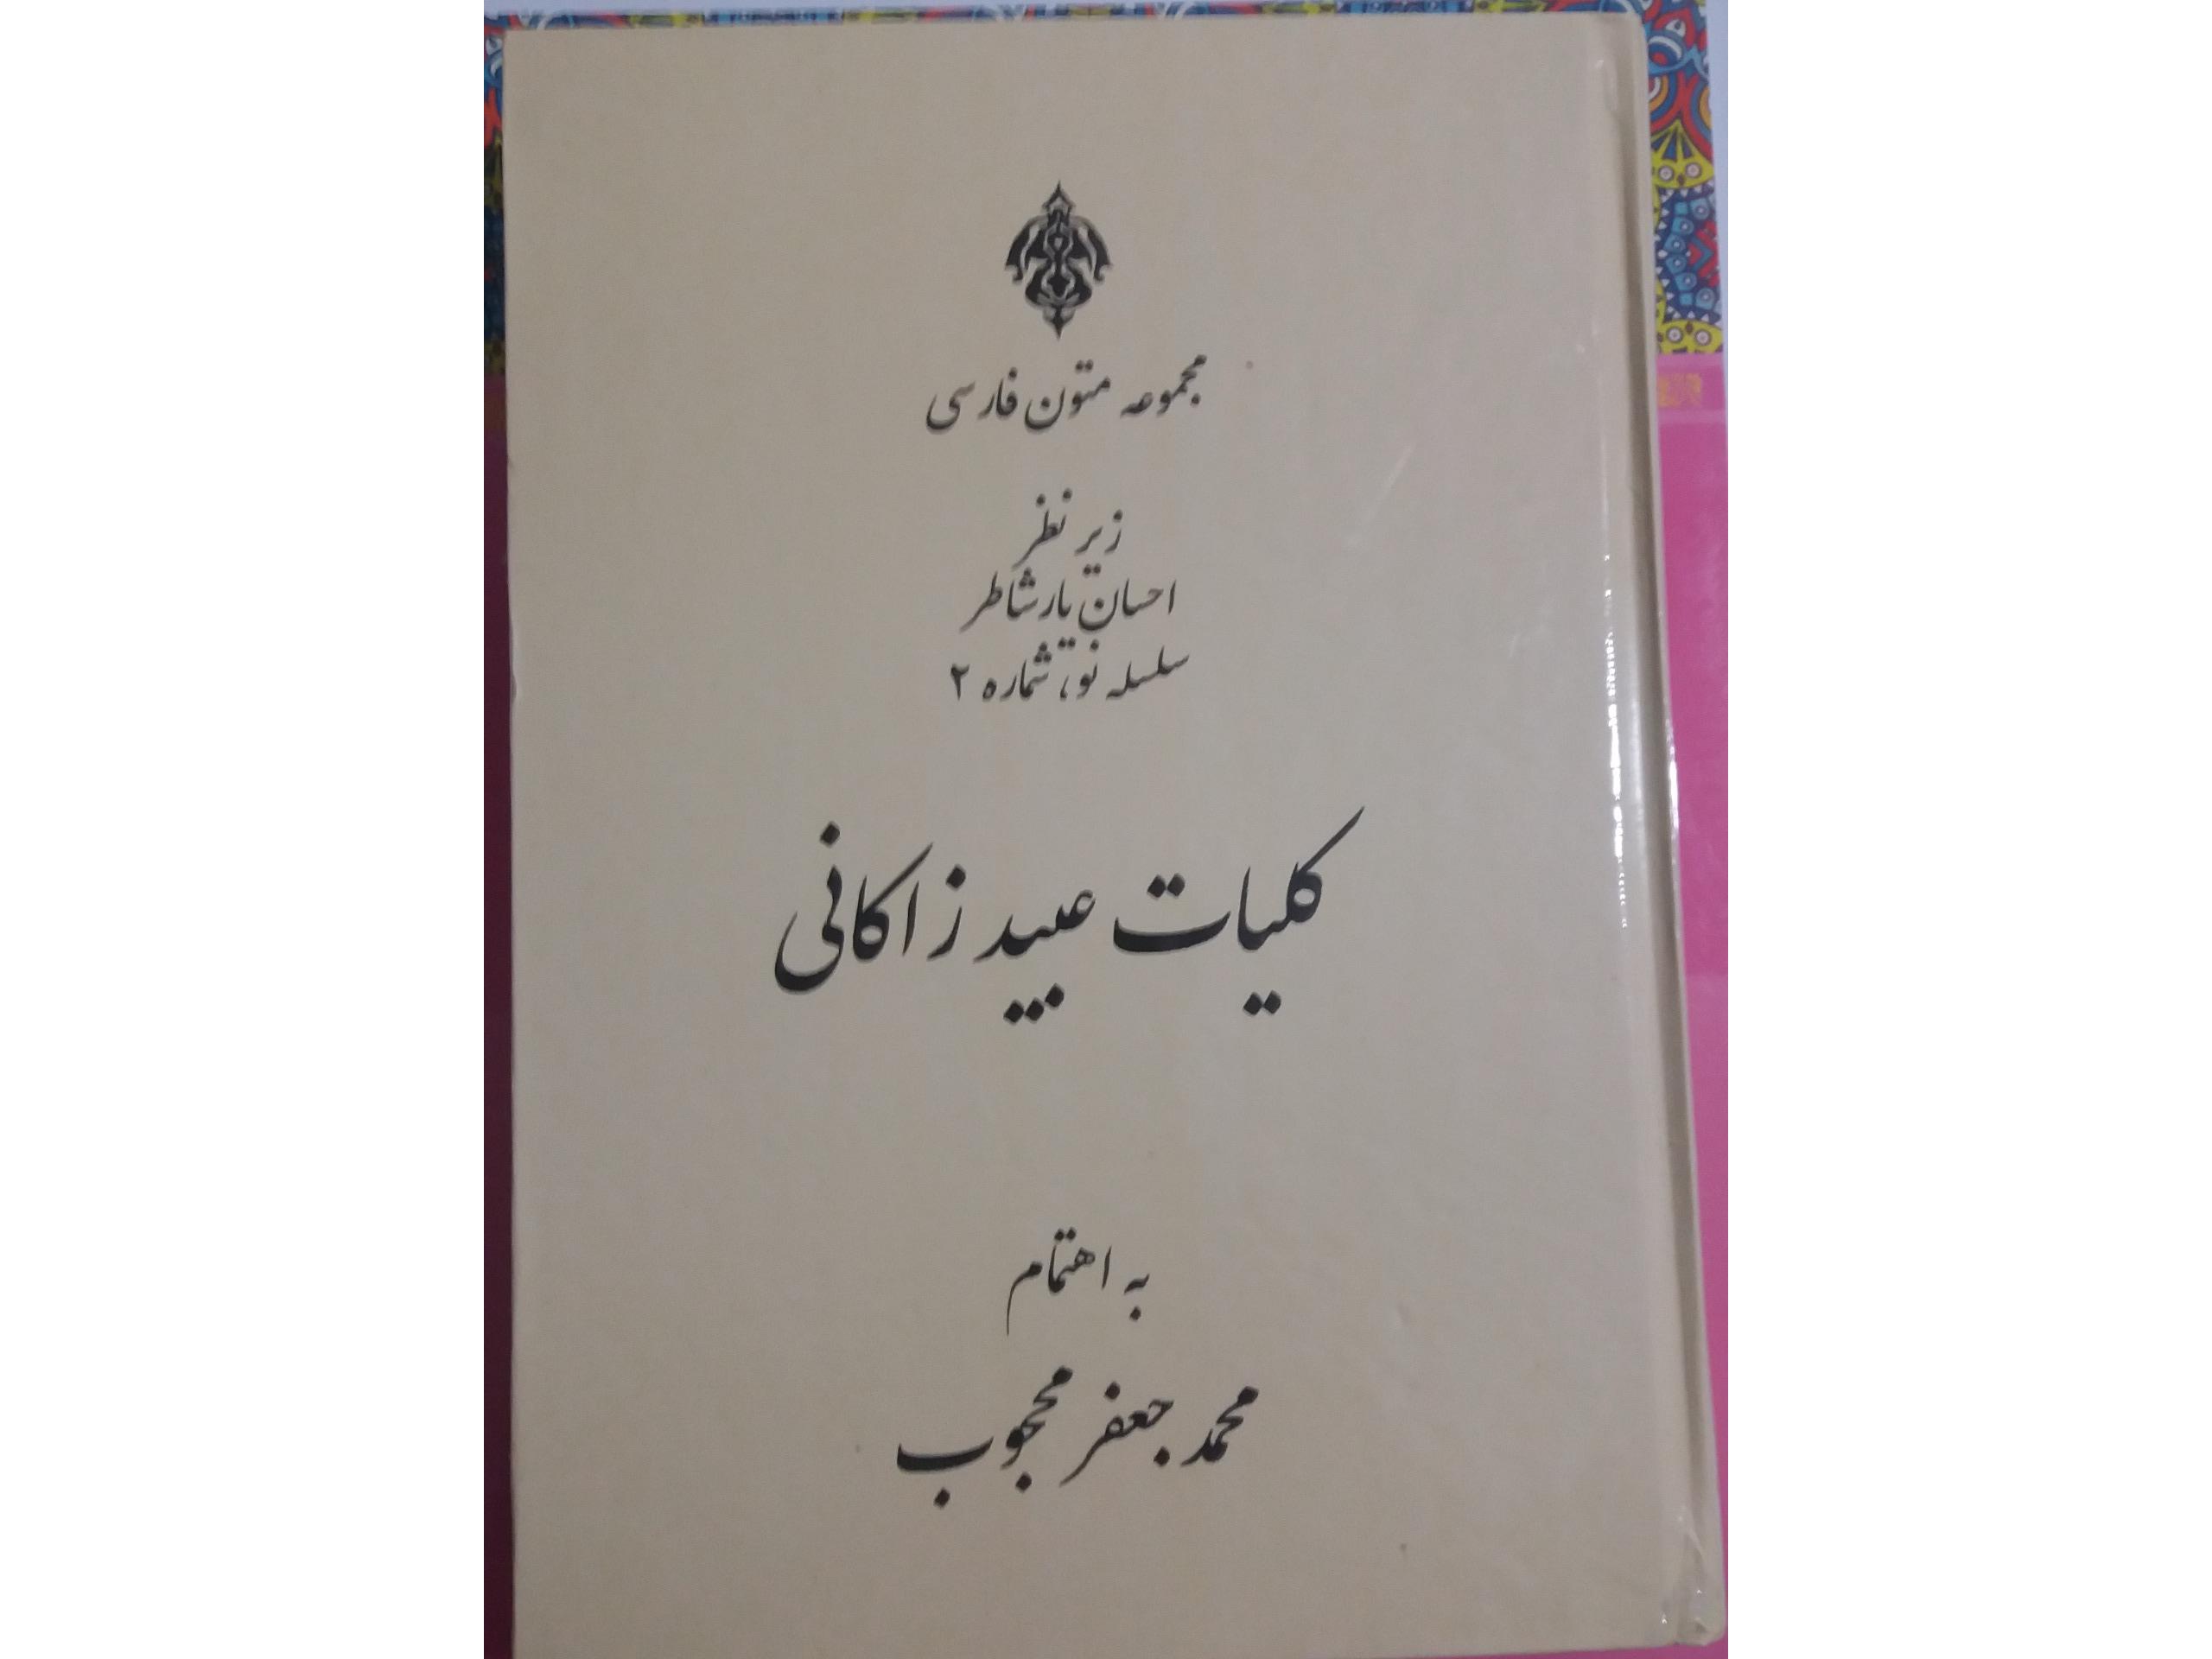 مجموعه متون فارسی
زیر نظر
احسان یارشاطر
سلسله نو، شماره ۲
کلیات عبید زاکانی
به اهتمام
محمد جعفر محجوب